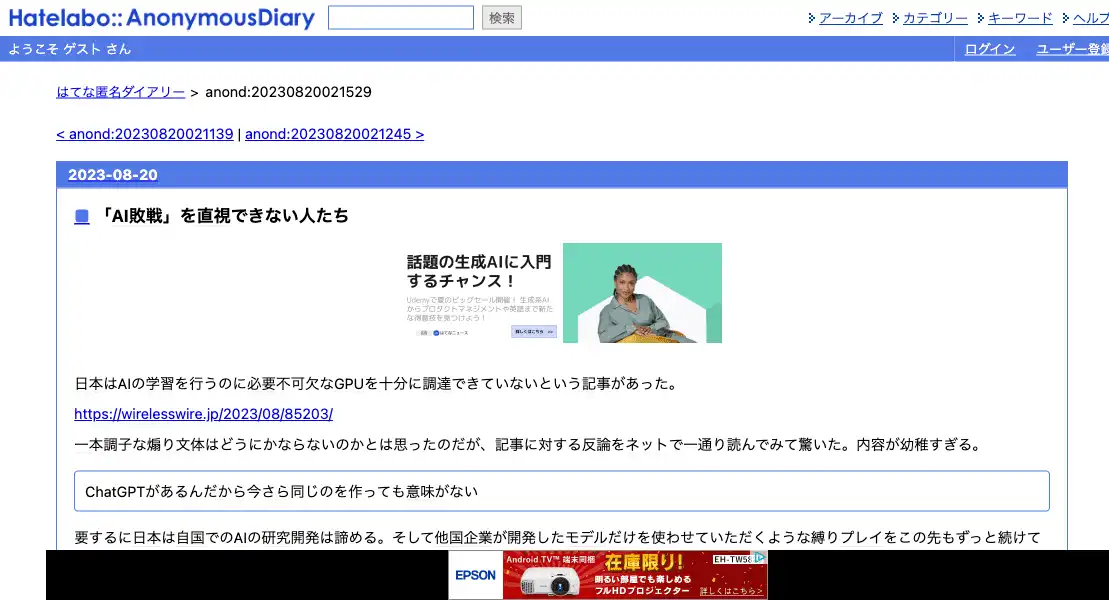 Hatelabo::AnonymousDiary
検索
アーカイブ
カテゴリー
キーワード
ヘルプ
ようこそ ゲスト さん
ログイン
ユーザー登録
はてな匿名ダイアリー > anond:20230820021529
< anond:20230820021139 | anond:20230820021245 >
2023-08-20
「AI敗戦」を直視できない人たち
話題の生成AIに入門
するチャンス！
Udemyで夏のビッグセール開催！ 生成系AI
からプロダクトマネジメントや英語まで新た
な得意技を見つけよう！
詳しくはこちら >>
日本はAIの学習を行うのに必要不可欠なGPUを十分に調達できていないという記事があった。
https://wirelesswire.jp/2023/08/85203/
一本調子な煽り文体はどうにかならないのかとは思ったのだが、記事に対する反論をネットで一通り読んでみて驚いた。内容が幼稚すぎる。
ChatGPTがあるんだから今さら同じのを作っても意味がない
要するに日本は自国でのAIの研究開発は諦める。そして他国企業が開発したモデルだけを使わせていただくような縛りプレイをこの先もずっと続けて
EPSON
Android TV™ 端末同梱
在庫限り!
EH-TW58
明るい部屋でも楽しめる
フルHDプロジェクター
詳しくはこちら>